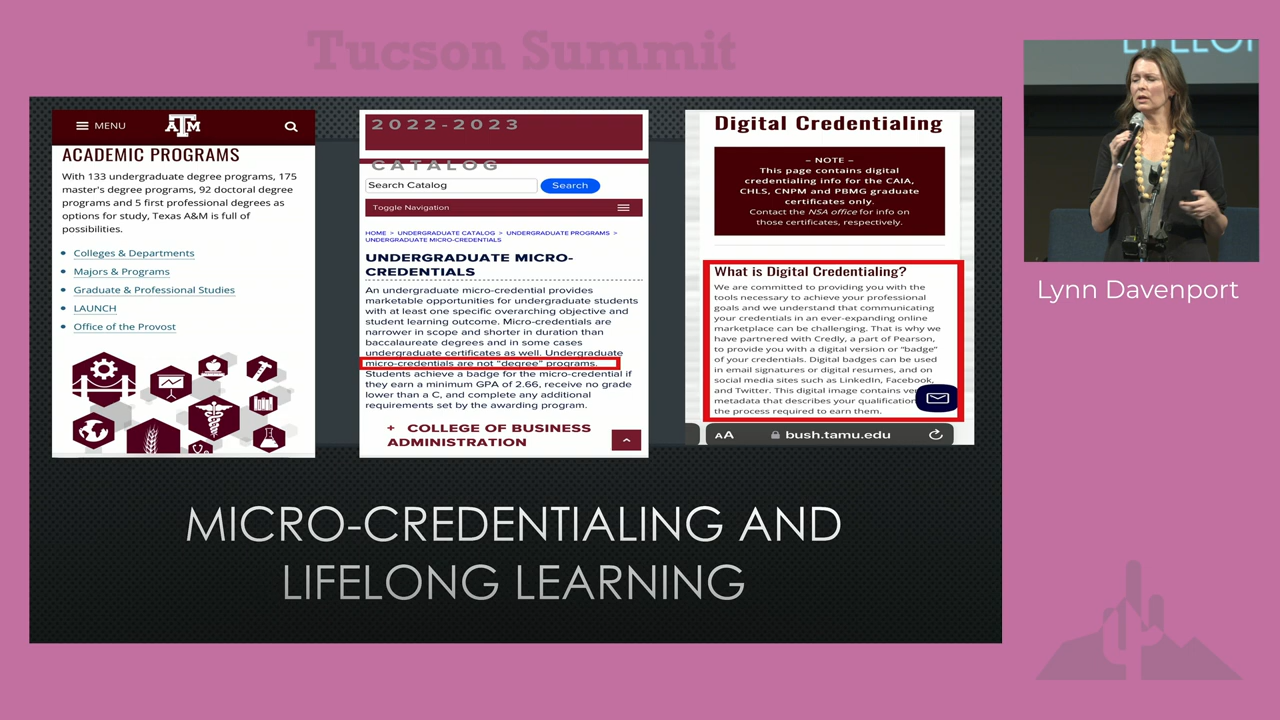 Tucson Summit
MENU
A&M
ACADEMIC PROGRAMS
With 133 undergraduate degree programs, 175
master's degree programs, 92 doctoral degree
programs and 5 first professional degrees as
options for study, Texas A&M is full of
possibilities.
Colleges & Departments
Majors & Programs
Graduate & Professional Studies
LAUNCH
Office of the Provost
2022-2023
CATALOG
Search Catalog
Search
Toggle Navigation
HOME > UNDERGRADUATE CATALOG > UNDERGRADUATE PROGRAMS >
UNDERGRADUATE MICRO-CREDENTIALS
UNDERGRADUATE MICRO-
CREDENTIALS
An undergraduate micro-credential provides
marketable opportunities for undergraduate students
with at least one specific overarching objective and
student learning outcome. Micro-credentials are
narrower in scope and shorter in duration than
baccalaureate degrees and in some cases
undergraduate certificates as well. Undergraduate
micro-credentials are not "degree" programs.
Students achieve a badge for the micro-credential if
they earn a minimum GPA of 2.66, receive no grade
lower than a C, and complete any additional
requirements set by the awarding program.
+ COLLEGE OF BUSINESS
ADMINISTRATION
Digital Credentialing
– NOTE –
This page contains digital
credentialing info for the CAIA,
CHLS, CNPM and PBMG graduate
certificates only.
Contact the NSA office for info on
those certificates, respectively.
What is Digital Credentialing?
We are committed to providing you with the
tools necessary to achieve your professional
goals and we understand that communicating
your credentials in an ever-expanding online
marketplace can be challenging. That is why we
have partnered with Credly, a part of Pearson,
to provide you with a digital version or "badge"
of your credentials. Digital badges can be used
in email signatures or digital resumes, and on
social media sites such as LinkedIn, Facebook,
and Twitter. This digital image contains
metadata that describes your qualification
the process required to earn them.
AA
bush.tamu.edu
MICRO-CREDENTIALING AND
LIFELONG LEARNING
LIFELO
Lynn Davenport